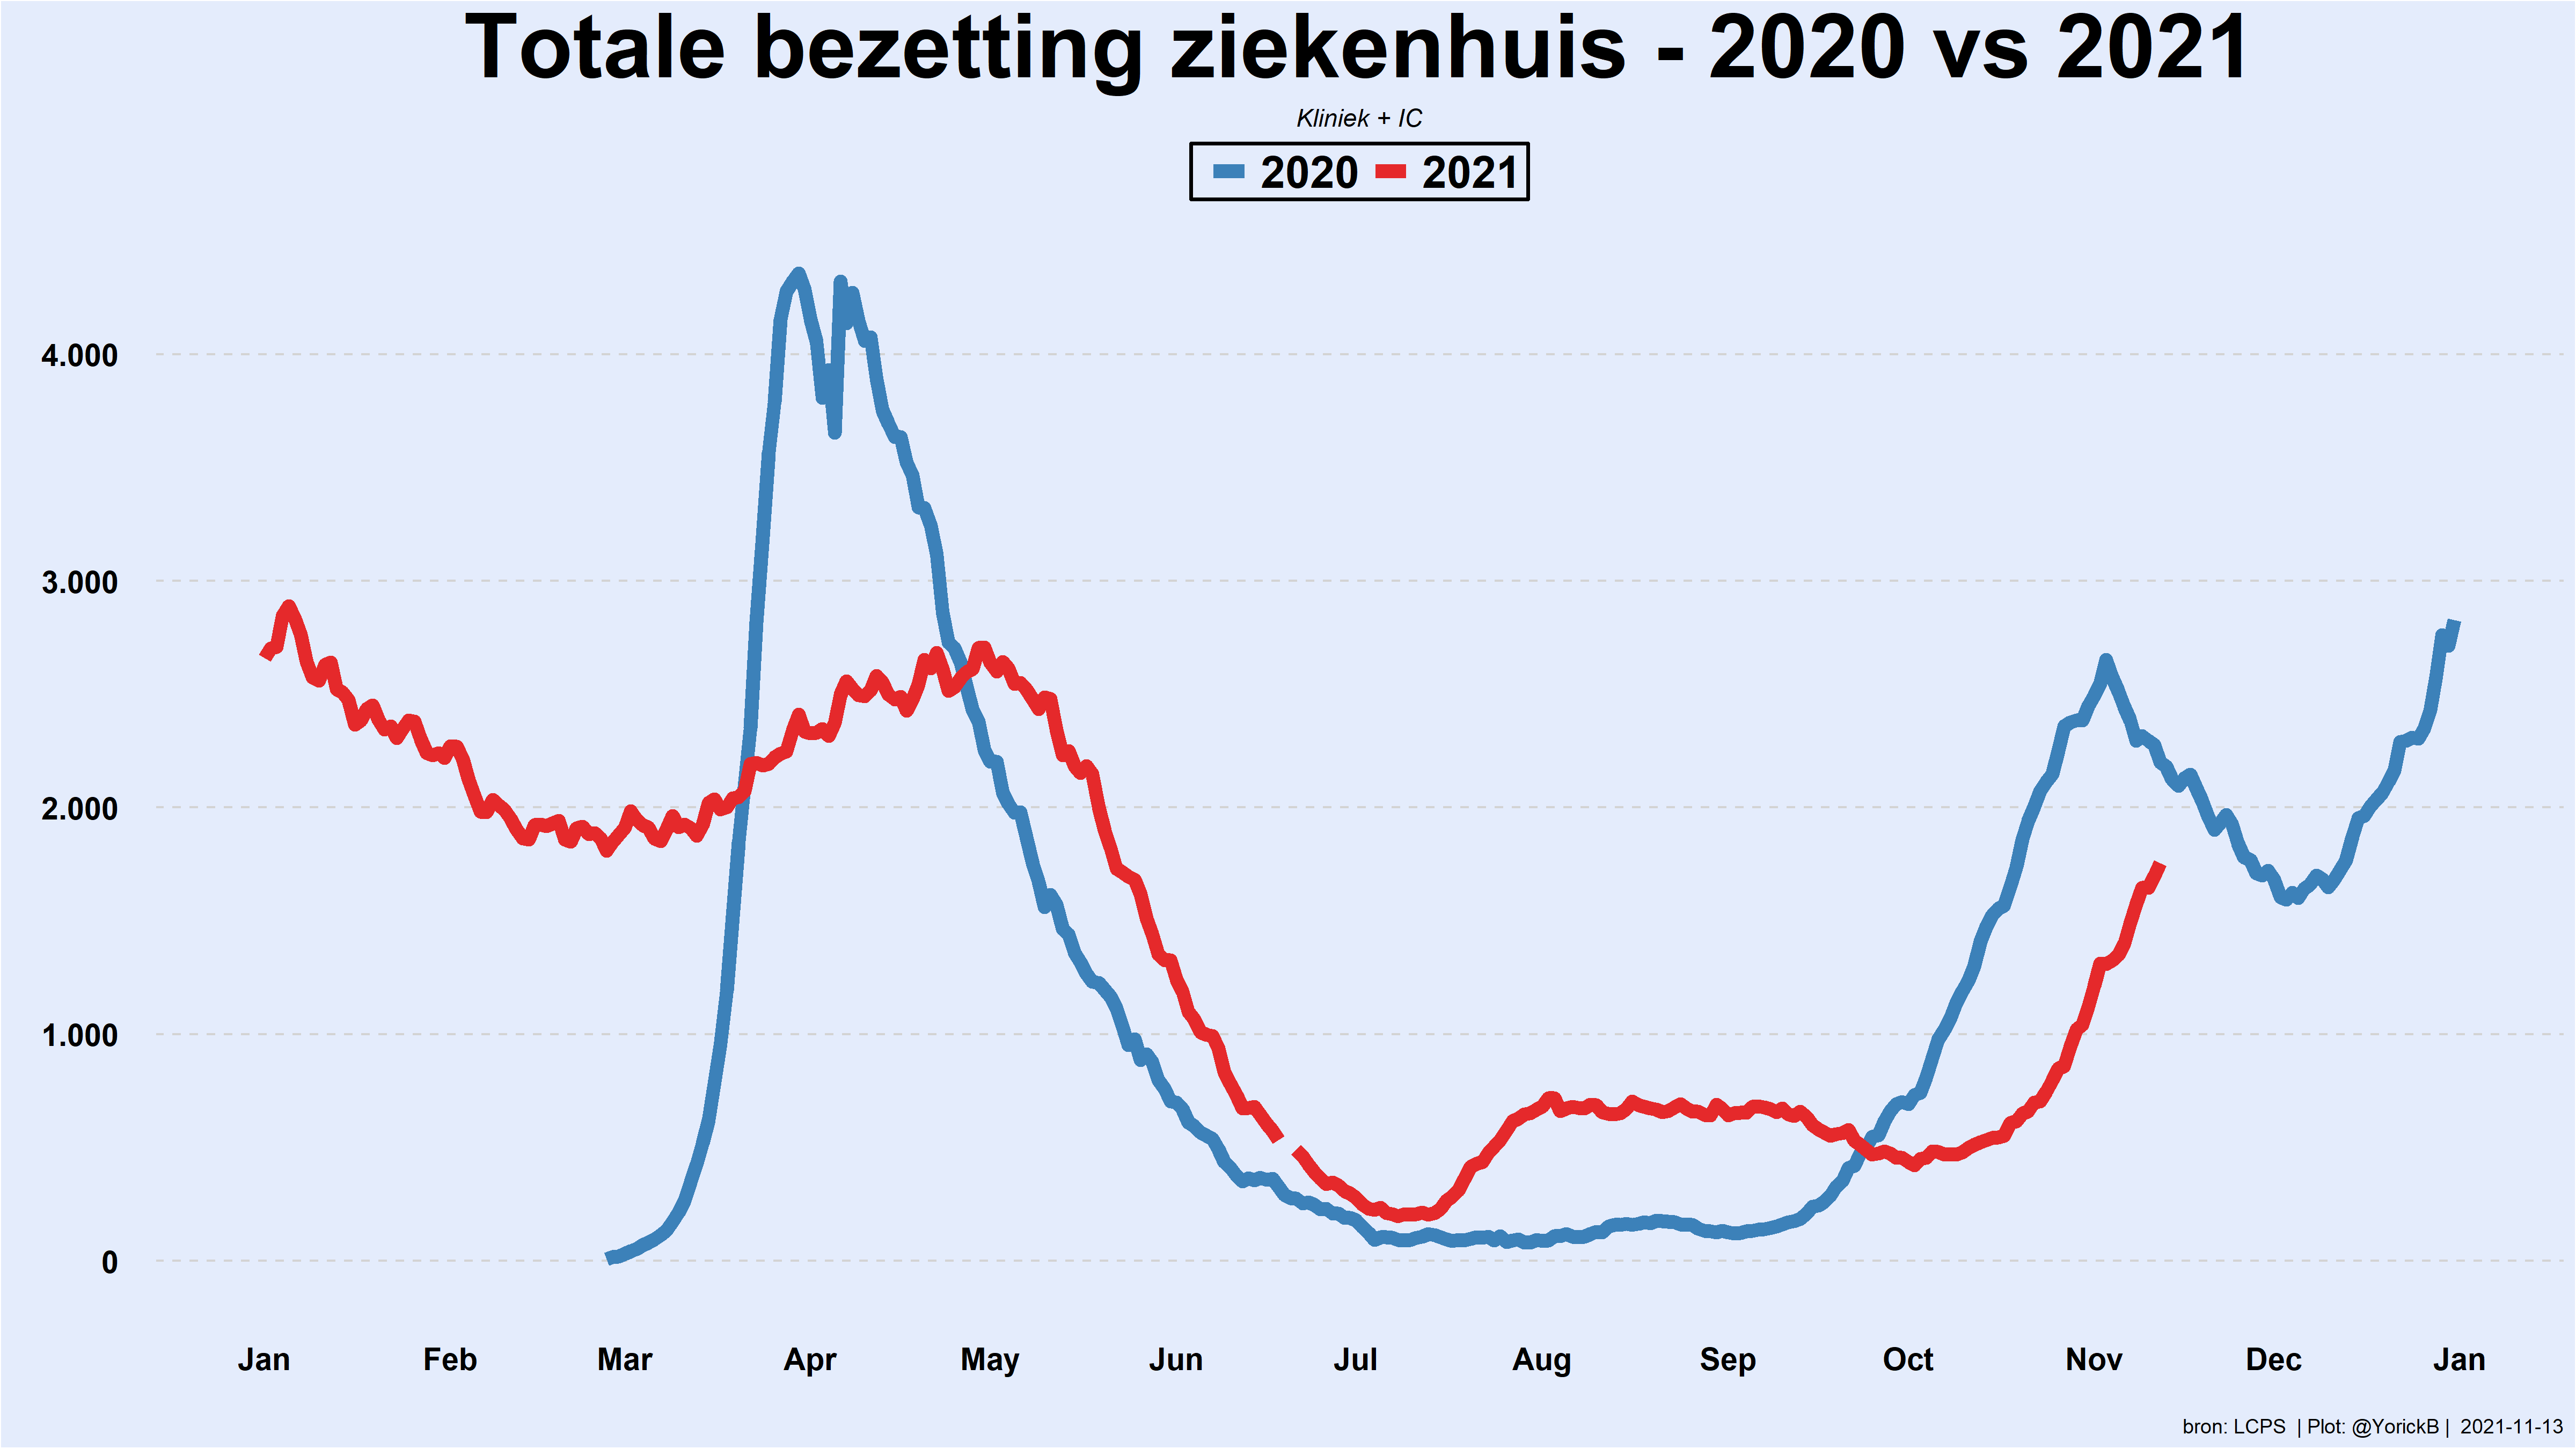 Totale bezetting ziekenhuis - 2020 vs 2021
Kliniek + IC
2020 2021
4.000
3.000
2.000
1.000
0
Jan Feb Mar Apr May Jun Jul Aug Sep Oct Nov Dec Jan
bron: LCPS | Plot: @YorickB | 2021-11-13